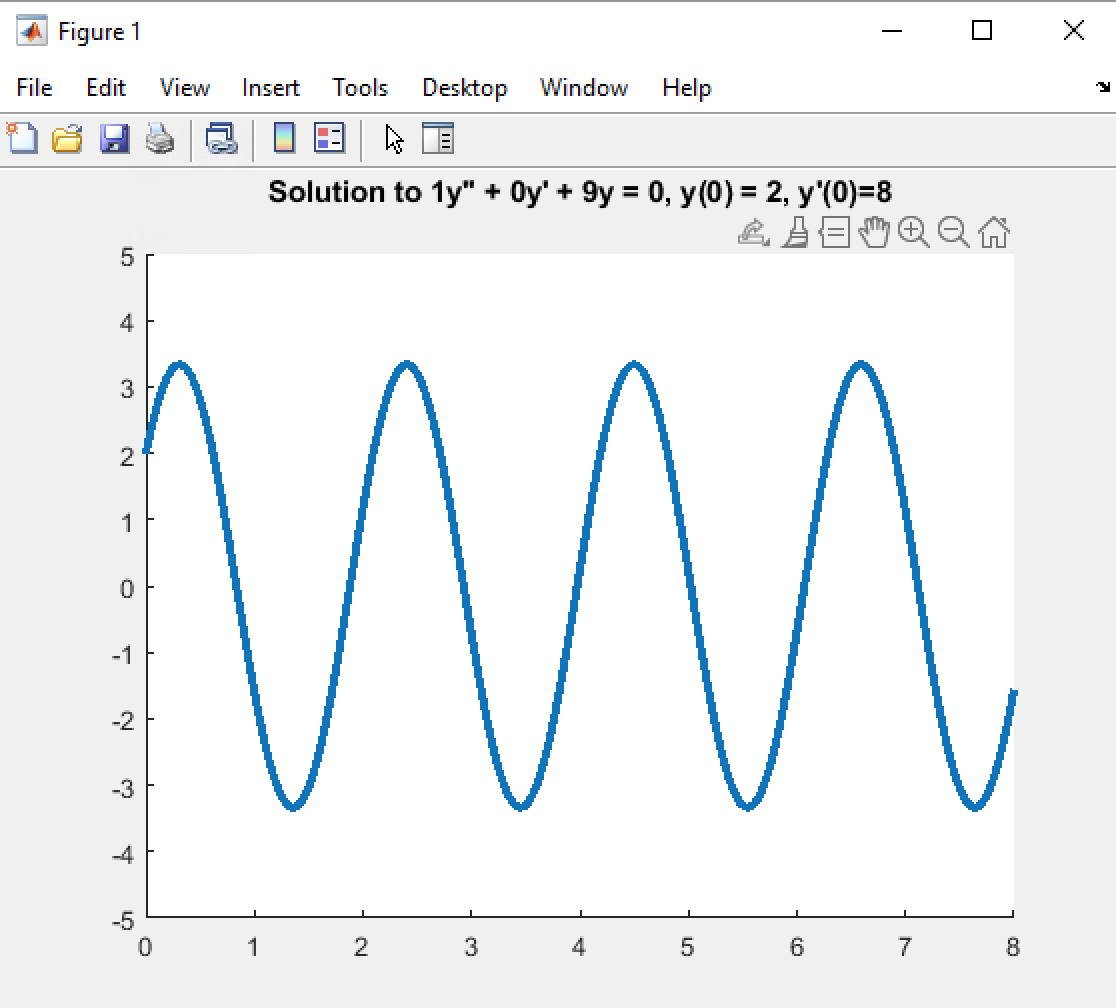 Figure 1
File Edit View Insert Tools Desktop Window Help
Solution to 1y" + 0y' + 9y = 0, y(0) = 2, y'(0)=8
5
4
3
2
1
0
-1
-2
-3
-4
-5
0 1 2 3 4 5 6 7 8